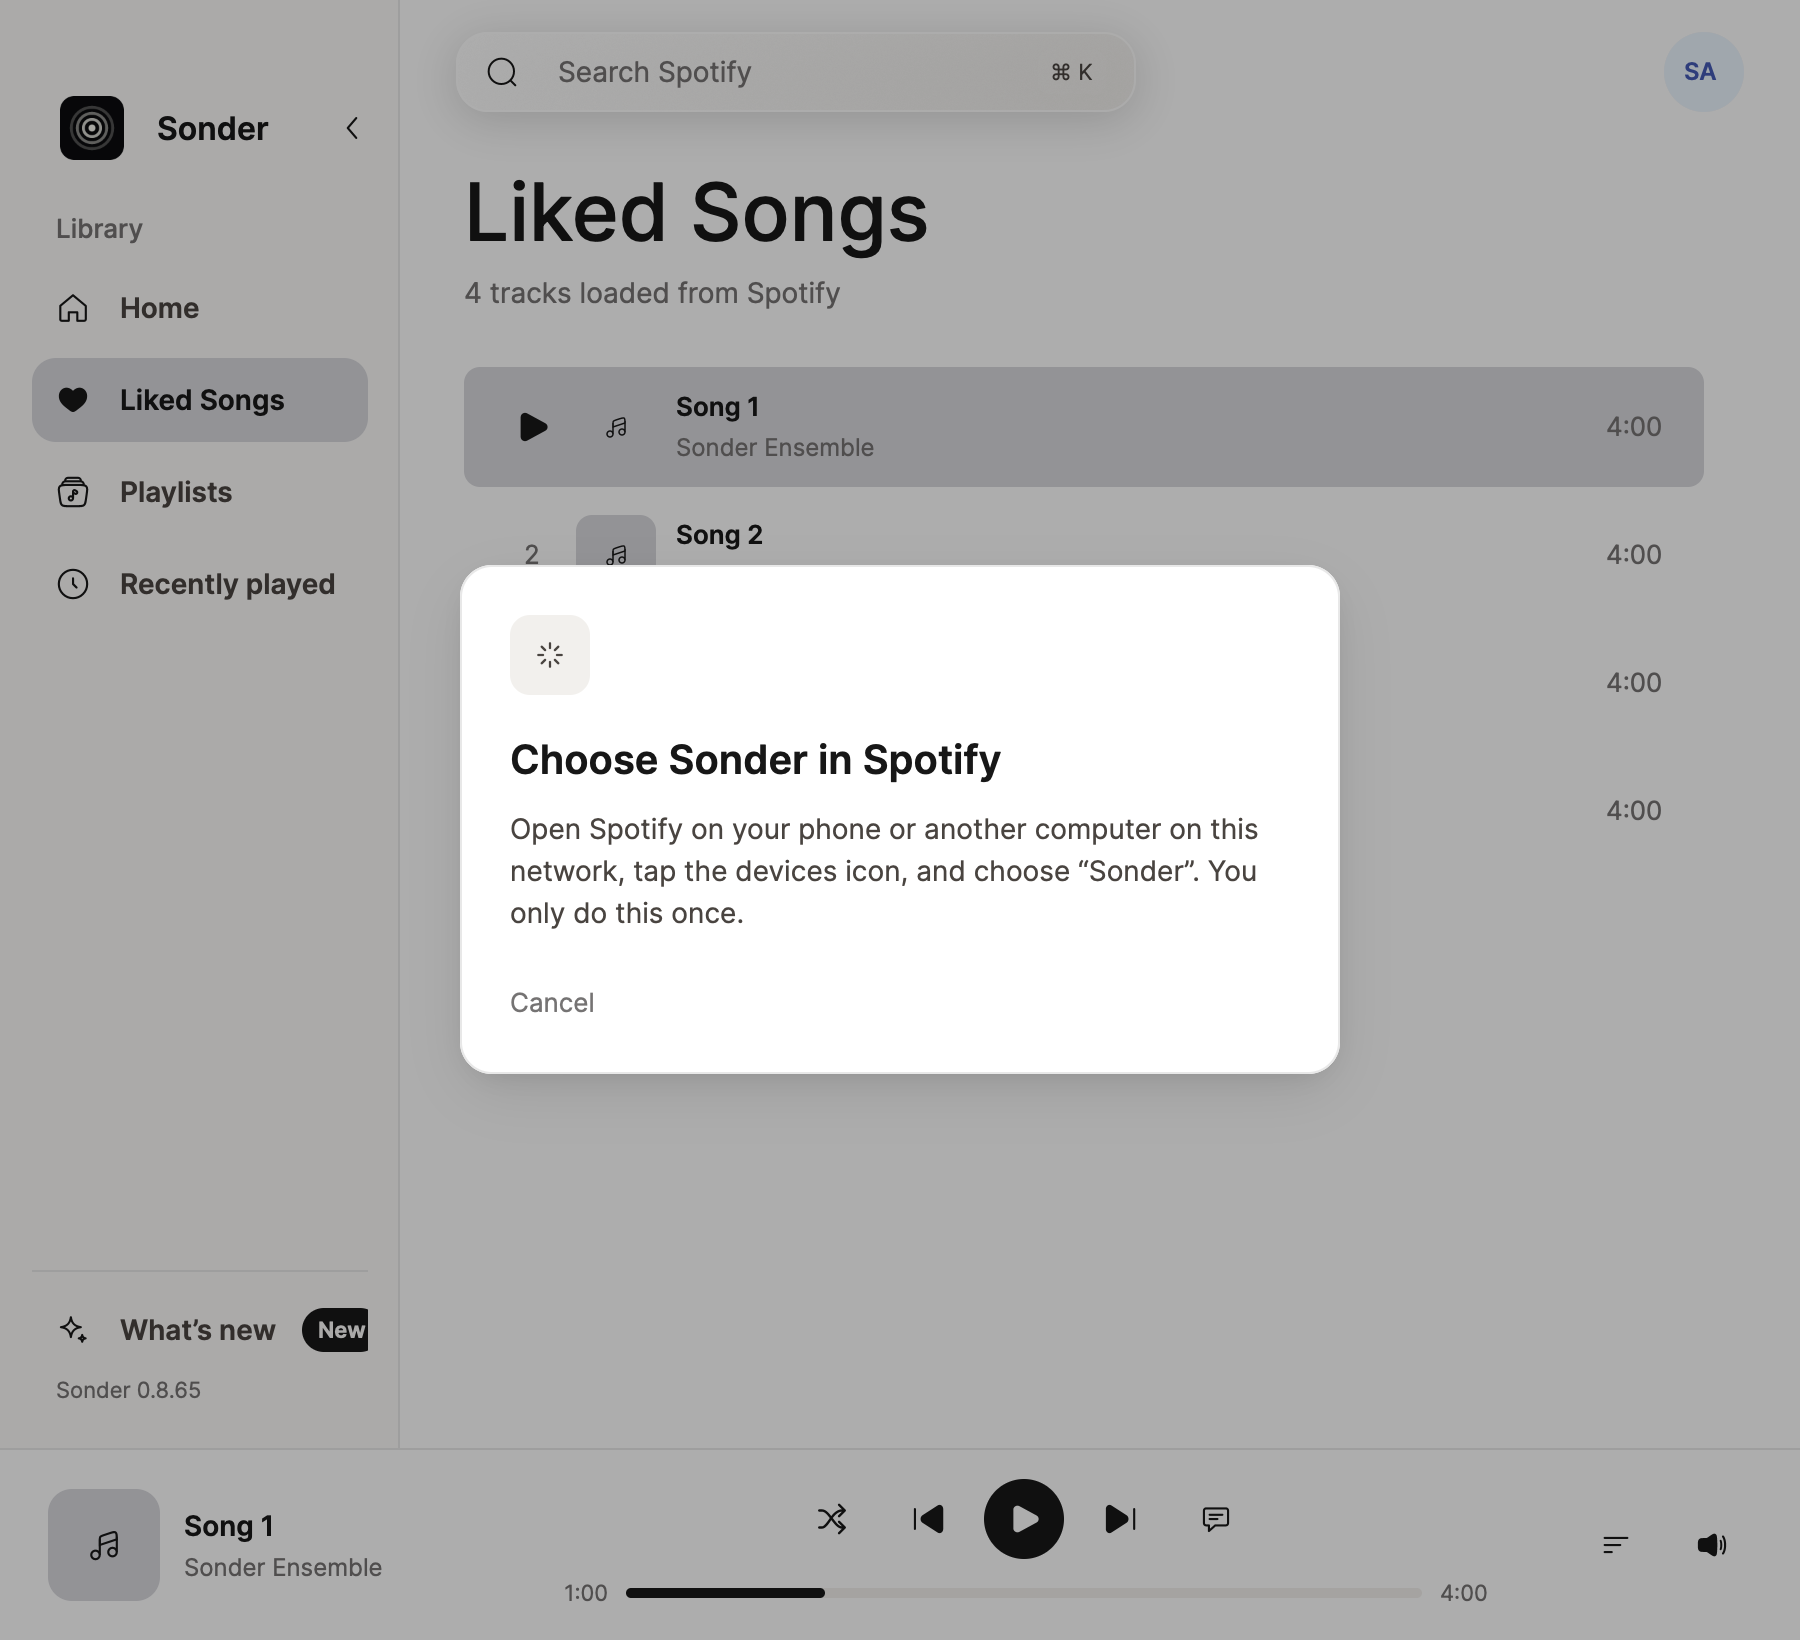 Search Spotify
⌘ K
SA
Sonder
Library
Home
Liked Songs
Playlists
Recently played
Liked Songs
4 tracks loaded from Spotify
Song 1
Sonder Ensemble
4:00
2
Song 2
4:00
4:00
4:00
Choose Sonder in Spotify
Open Spotify on your phone or another computer on this
network, tap the devices icon, and choose “Sonder”. You
only do this once.
Cancel
What’s new
New
Sonder 0.8.65
Song 1
Sonder Ensemble
1:00
4:00